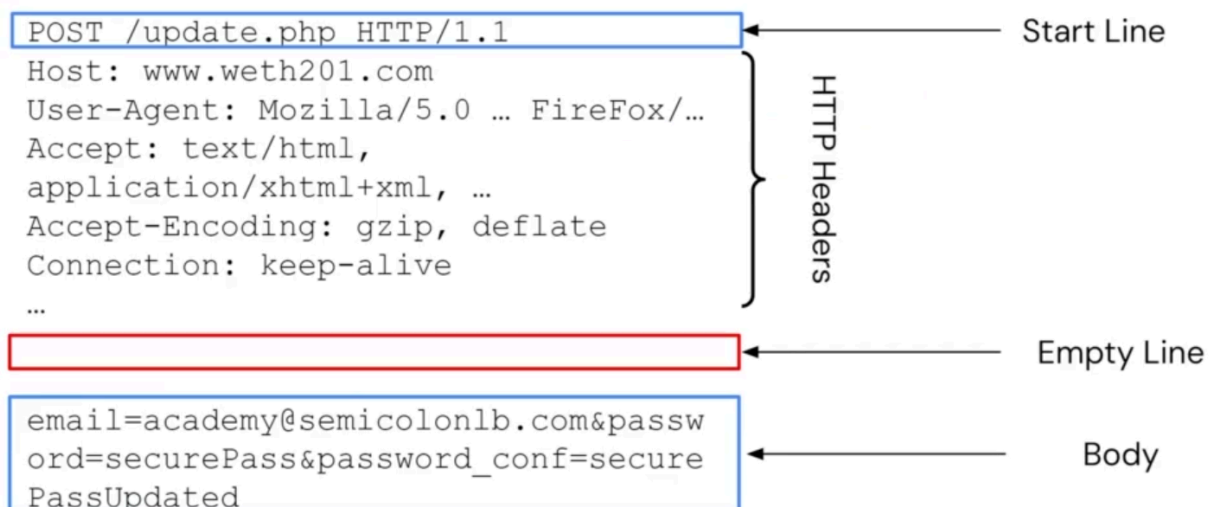 POST /update.php HTTP/1.1
Start Line
Host: www.weth201.com
User-Agent: Mozilla/5.0 … FireFox/…
Accept: text/html,
application/xhtml+xml, …
Accept-Encoding: gzip, deflate
Connection: keep-alive
…
HTTP Headers
Empty Line
email=academy@semicolonlb.com&passw
ord=securePass&password_conf=secure
PassUpdated
Body